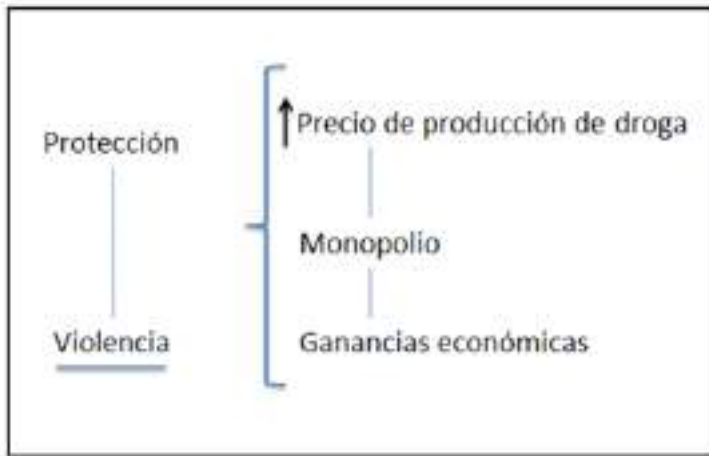 Protección
Violencia
Precio de producción de droga
Monopolio
Ganancias económicas